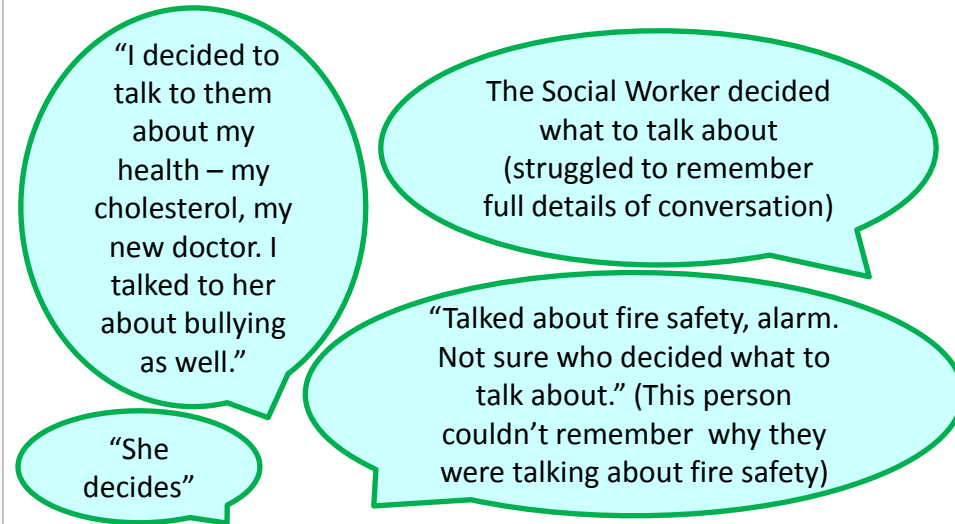 “I decided to
talk to them
about my
health – my
cholesterol, my
new doctor. I
talked to her
about bullying
as well.”
The Social Worker decided
what to talk about
(struggled to remember
full details of conversation)
“Talked about fire safety, alarm.
Not sure who decided what to
talk about.” (This person
couldn’t remember  why they
were talking about fire safety)
“She
decides”